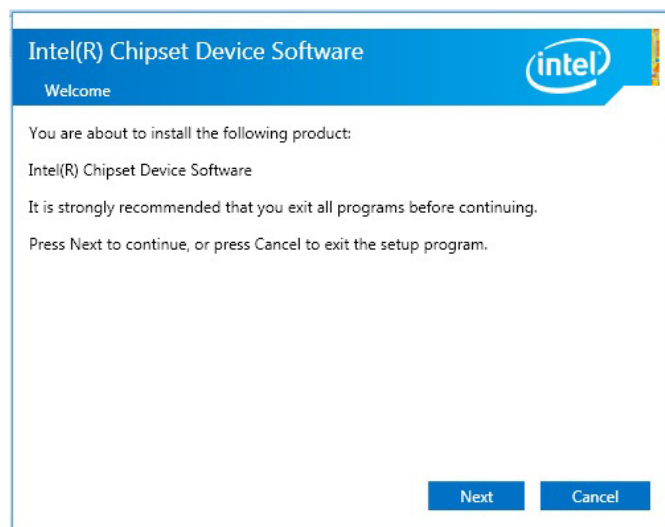 Intel(R) Chipset Device Software
intel
Welcome
You are about to install the following product:
Intel(R) Chipset Device Software
It is strongly recommended that you exit all programs before continuing.
Press Next to continue, or press Cancel to exit the setup program.
Next
Cancel